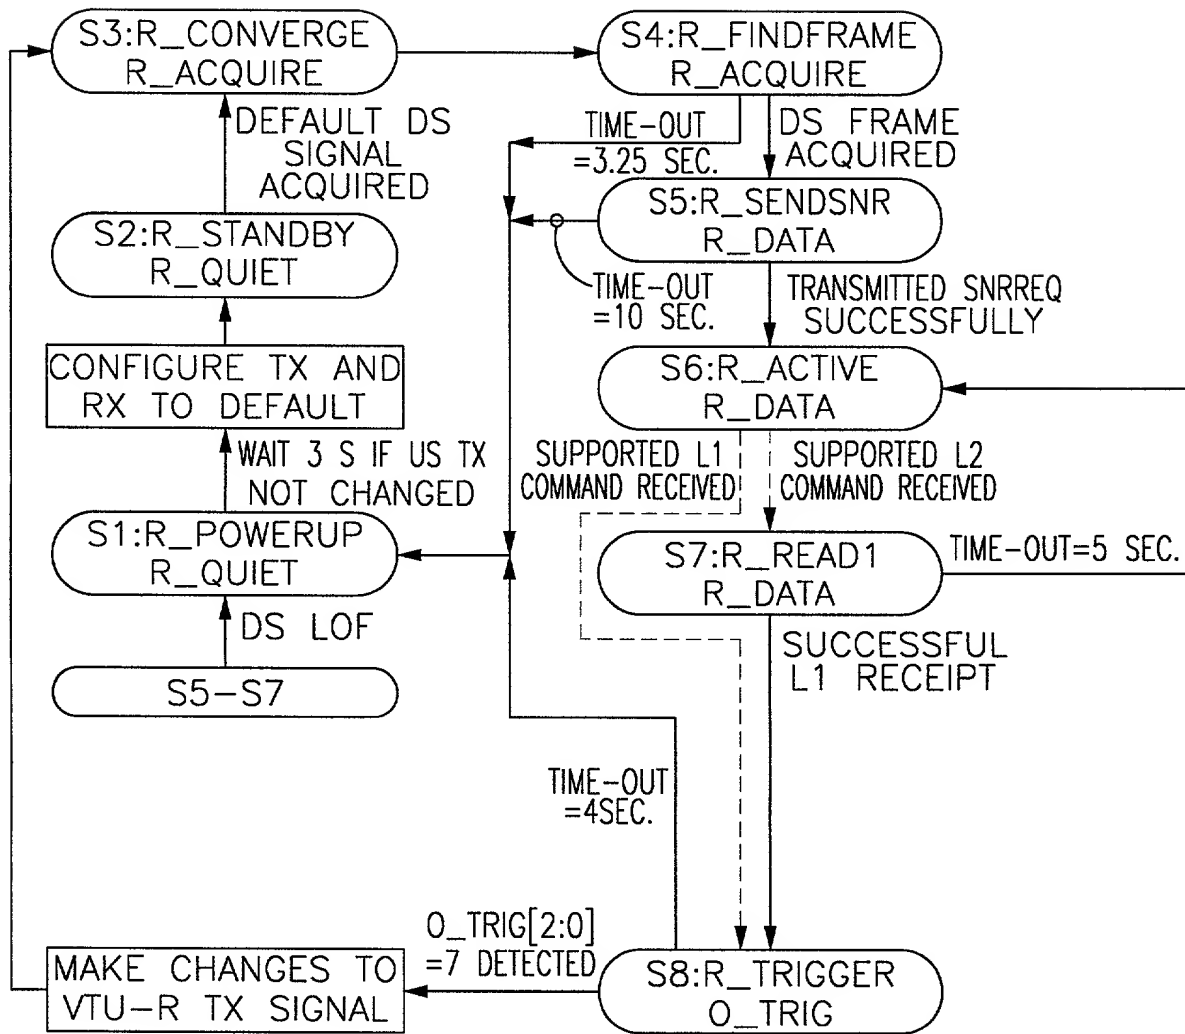 S3:R_CONVERGE
R_ACQUIRE
S4:R_FINDFRAME
R_ACQUIRE
DEFAULT DS
SIGNAL
ACQUIRED
TIME-OUT
=3.25 SEC.
DS FRAME
ACQUIRED
S2:R_STANDBY
R_QUIET
S5:R_SENDSNR
R_DATA
TIME-OUT
=10 SEC.
TRANSMITTED SNRREQ
SUCCESSFULLY
CONFIGURE TX AND
RX TO DEFAULT
S6:R_ACTIVE
R_DATA
WAIT 3 S IF US TX
NOT CHANGED
SUPPORTED L1
COMMAND RECEIVED
SUPPORTED L2
COMMAND RECEIVED
S1:R_POWERUP
R_QUIET
S7:R_READ1
R_DATA
TIME-OUT=5 SEC.
DS LOF
S5-S7
SUCCESSFUL
L1 RECEIPT
TIME-OUT
=4SEC.
O_TRIG[2:0]
=7 DETECTED
MAKE CHANGES TO
VTU-R TX SIGNAL
S8:R_TRIGGER
O_TRIG